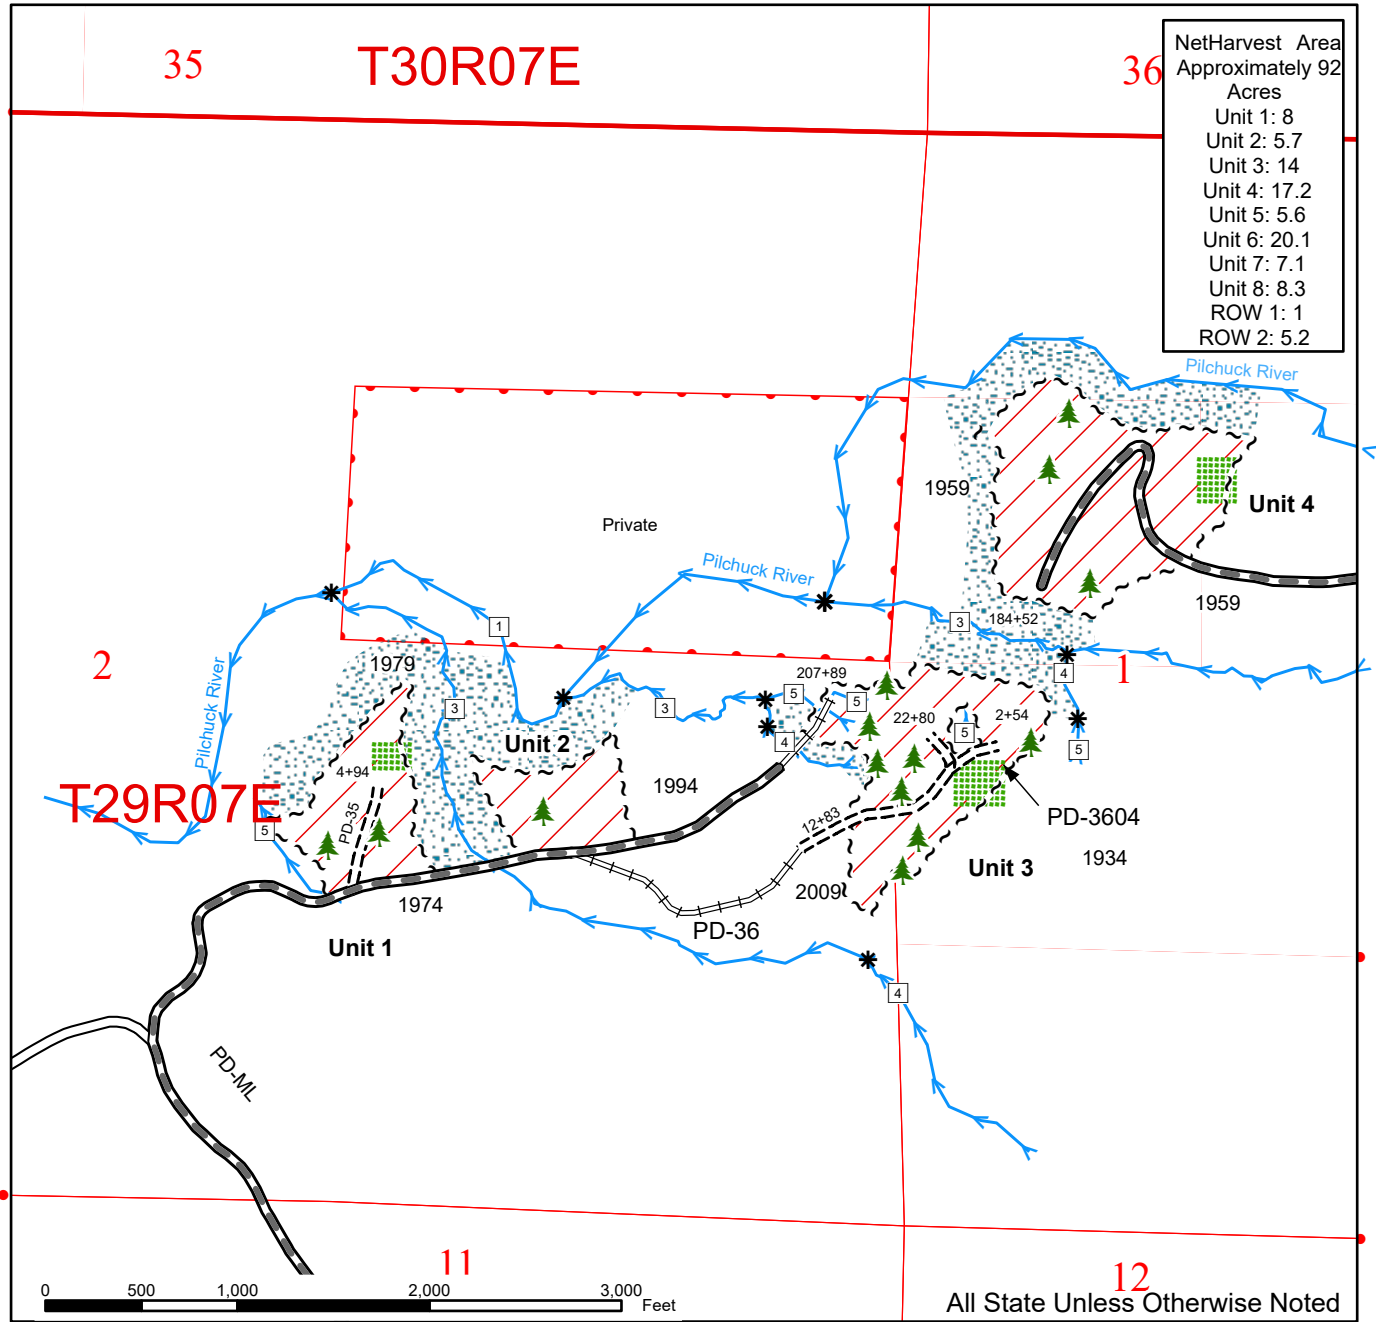 35
T30R07E
36
NetHarvest Area
Approximately 92
Acres
Unit 1: 8
Unit 2: 5.7
Unit 3: 14
Unit 4: 17.2
Unit 5: 5.6
Unit 6: 20.1
Unit 7: 7.1
Unit 8: 8.3
ROW 1: 1
ROW 2: 5.2
Pilchuck River
1959
Unit 4
Private
Pilchuck River
1959
184+52
3
1
2
1979
4
1
207+89
5
5
Pilchuck River
3
3
22+80
2+54
5
4
5
Unit 2
4+94
1994
T29R07E
PD-35
5
12+83
PD-3604
1934
Unit 3
2009
1974
PD-36
Unit 1
4
PD-ML
11
12
0
500
1,000
2,000
3,000
Feet
All State Unless Otherwise Noted